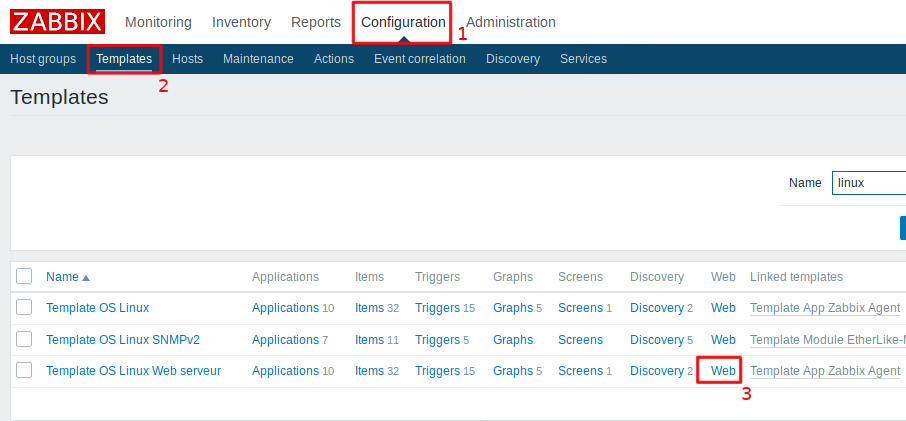 ZABBIX Monitoring Inventory Reports Configuration Administration
1
Host groups Templates Hosts Maintenance Actions Event correlation Discovery Services
2
Templates
Name linux
Name Applications Items Triggers Graphs Screens Discovery Web Linked templates
Template OS Linux Applications 10 Items 32 Triggers 15 Graphs 5 Screens 1 Discovery 2 Web Template App Zabbix Agent
Template OS Linux SNMPv2 Applications 7 Items 11 Triggers 3 Graphs 5 Screens Discovery 5 Web Template Module EtherLike-
Template OS Linux Web serveur Applications 10 Items 32 Triggers 15 Graphs 5 Screens 1 Discovery 2 Web Template App Zabbix Agent
3